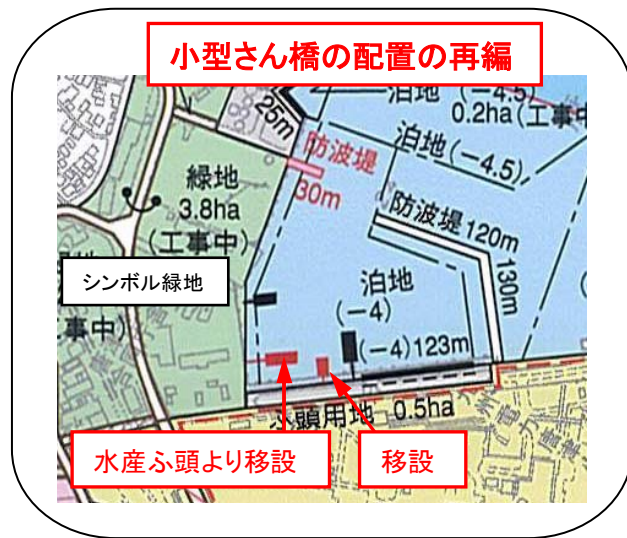 小型さん橋の配置の再編
泊地(-4.5)
0.2ha(工事中)
25m
泊地(-4.5)
防波堤
30m
緑地
3.8ha
(工事中)
防波堤120m
130m
シンボル緑地
泊地
(-4)
工事中)
(-4)123m
ふ頭用地 0.5ha
水産ふ頭より移設
移設